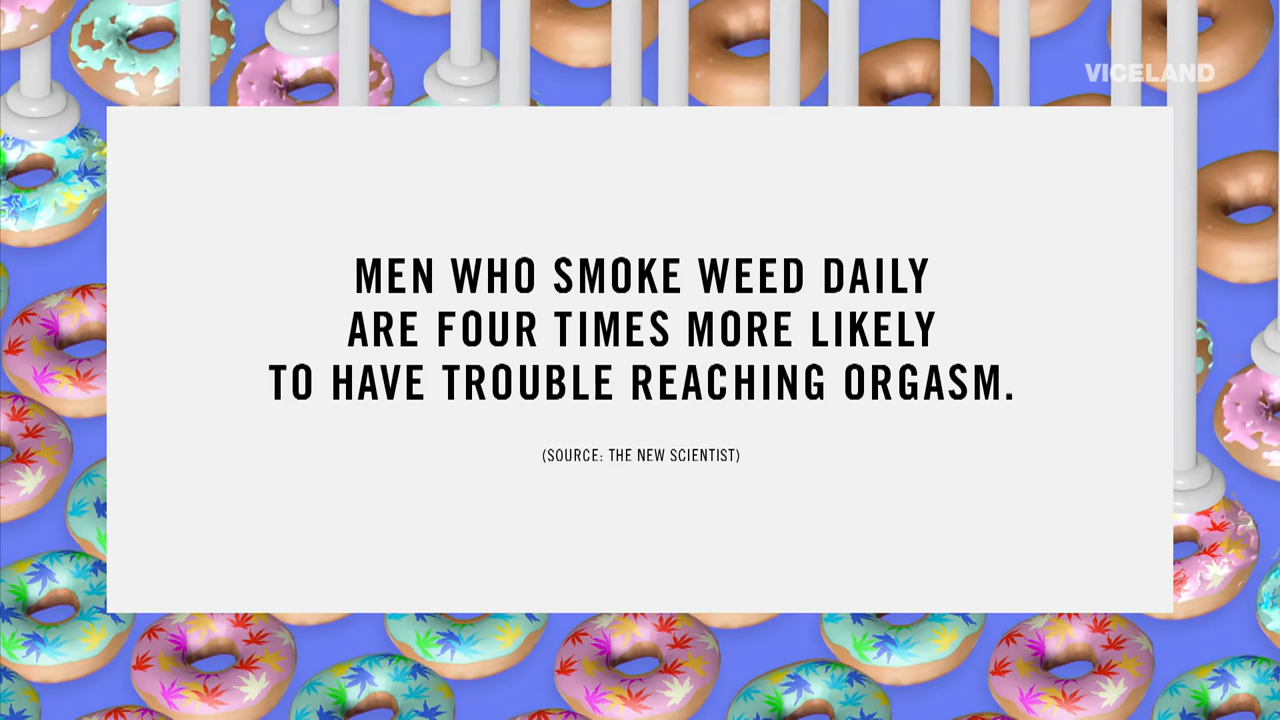 VICELAND
MEN WHO SMOKE WEED DAILY
ARE FOUR TIMES MORE LIKELY
TO HAVE TROUBLE REACHING ORGASM.
(SOURCE: THE NEW SCIENTIST)